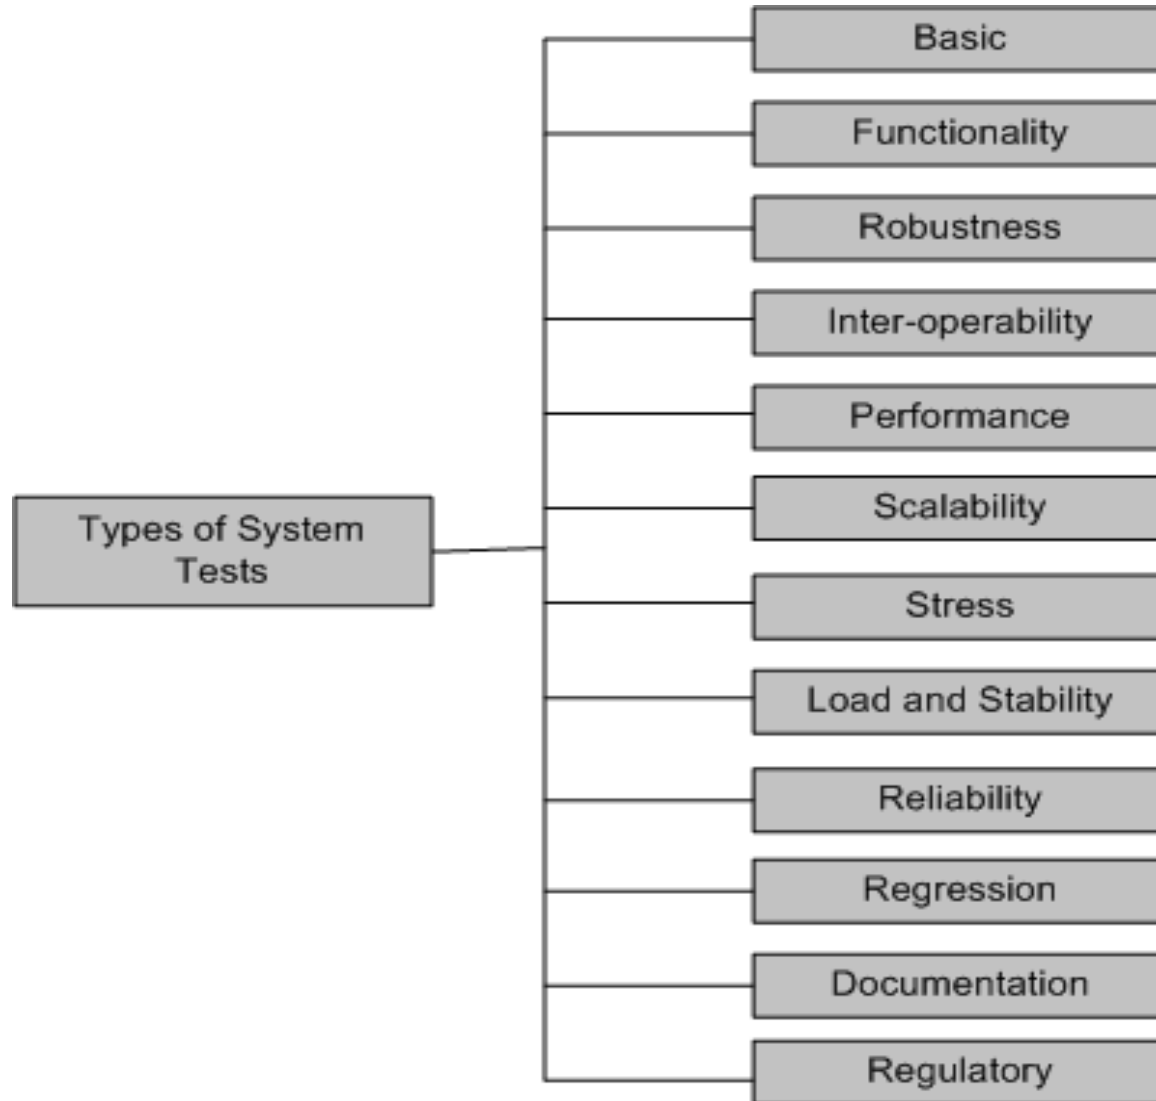 Basic
Functionality
Robustness
Inter-operability
Performance
Scalability
Types of System
Tests
Stress
Load and Stability
Reliability
Regression
Documentation
Regulatory